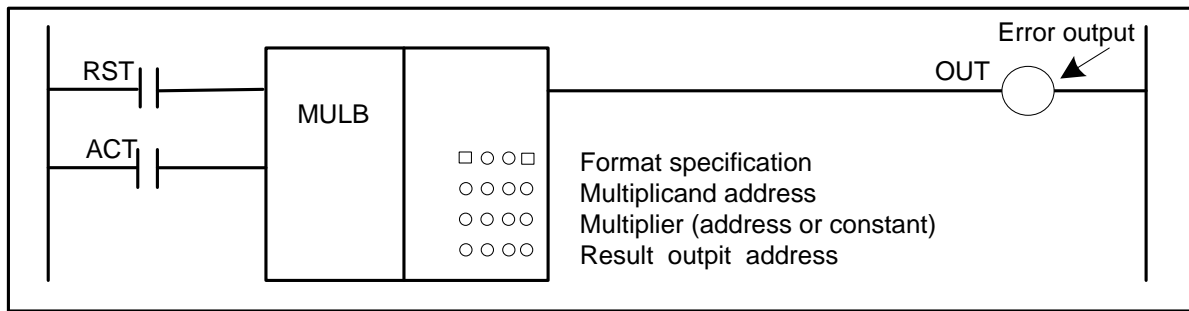 Error output
RST
OUT
MULB
ACT
Format specification
Multiplicand address
Multiplier (address or constant)
Result outpit address